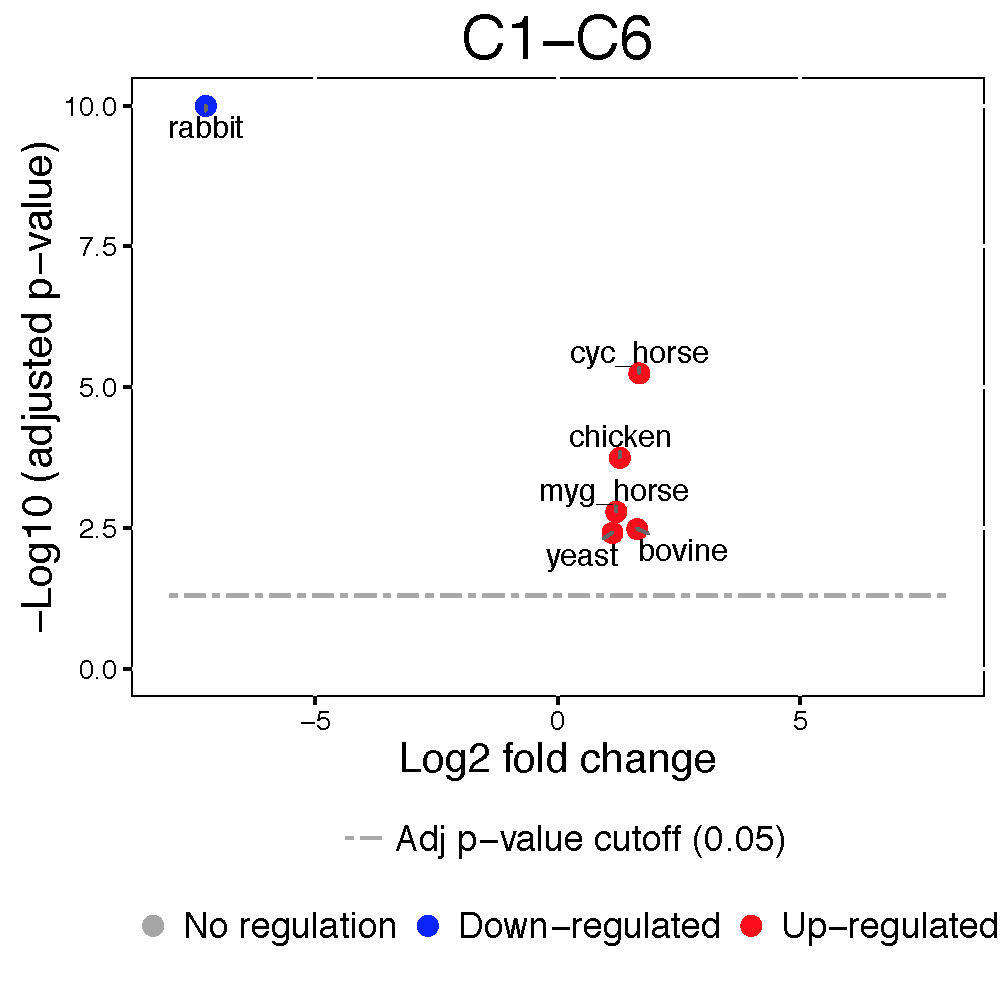 C1−C6
10.0
rabbit
7.5
cyc_horse
5.0
chicken
myg_horse
2.5
yeast
bovine
0.0
−Log10 (adjusted p−value)
−5
0
5
Log2 fold change
Adj p−value cutoff (0.05)
No regulation
Down−regulated
Up−regulated